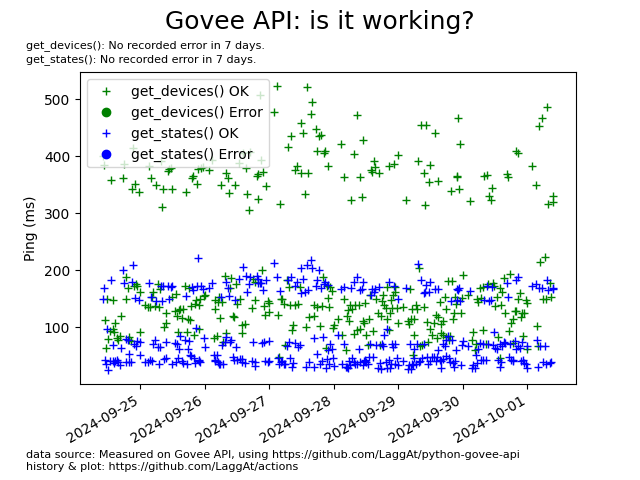 Govee API: is it working?
get_devices(): No recorded error in 7 days.
get_states(): No recorded error in 7 days.
get_devices() OK
get_devices() Error
get_states() OK
get_states() Error
500
400
300
200
100
Ping (ms)
2024-09-25
2024-09-26
2024-09-27
2024-09-28
2024-09-29
2024-09-30
2024-10-01
data source: Measured on Govee API, using https://github.com/LaggAt/python-govee-api
history & plot: https://github.com/LaggAt/actions